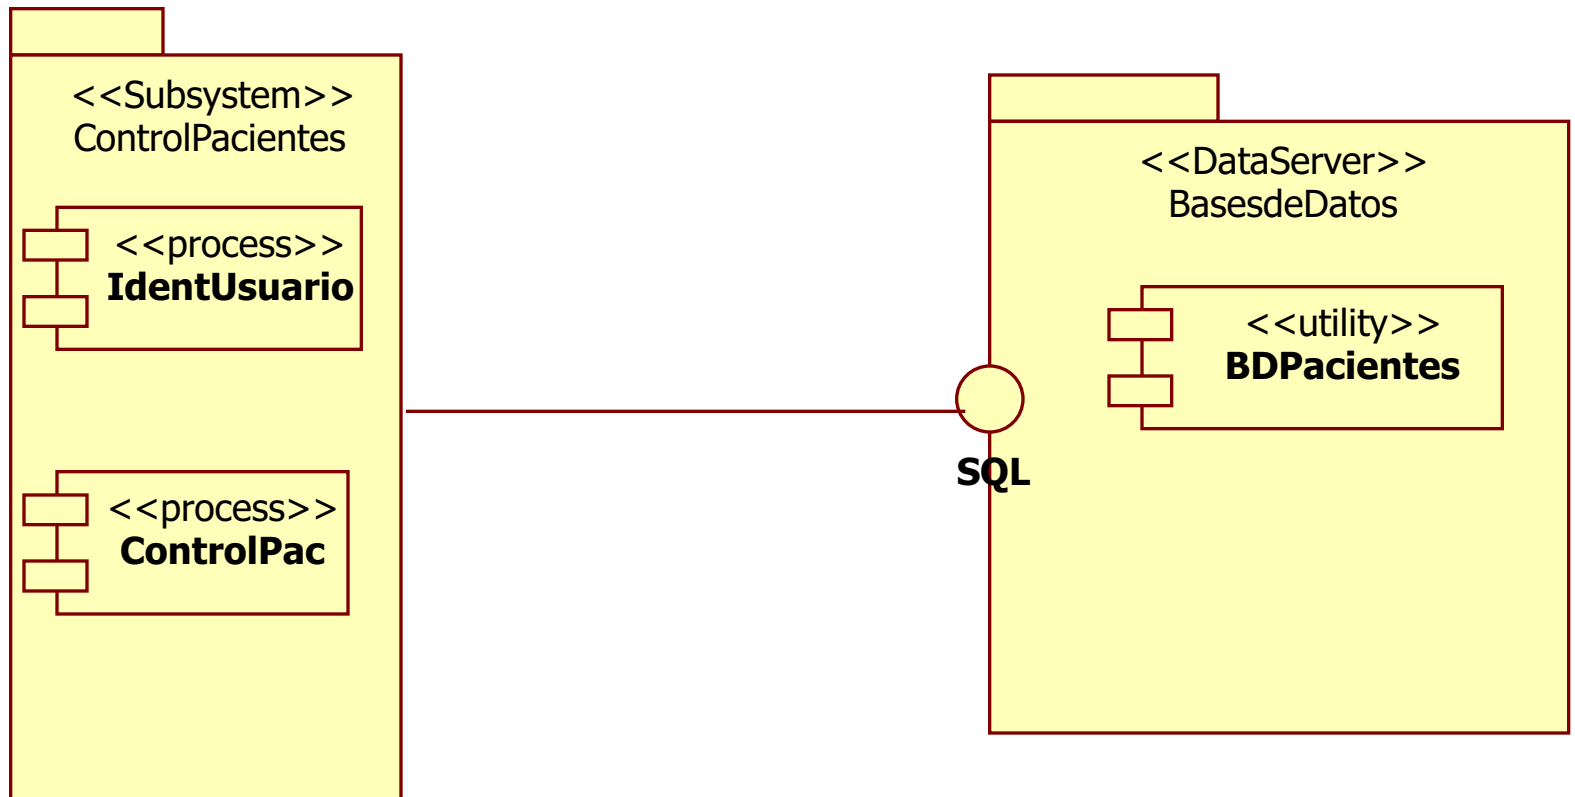 <<Subsystem>>
ControlPacientes
<<process>>
IdentUsuario
<<process>>
ControlPac
<<DataServer>>
BasesdeDatos
<<utility>>
BDPacientes
SQL